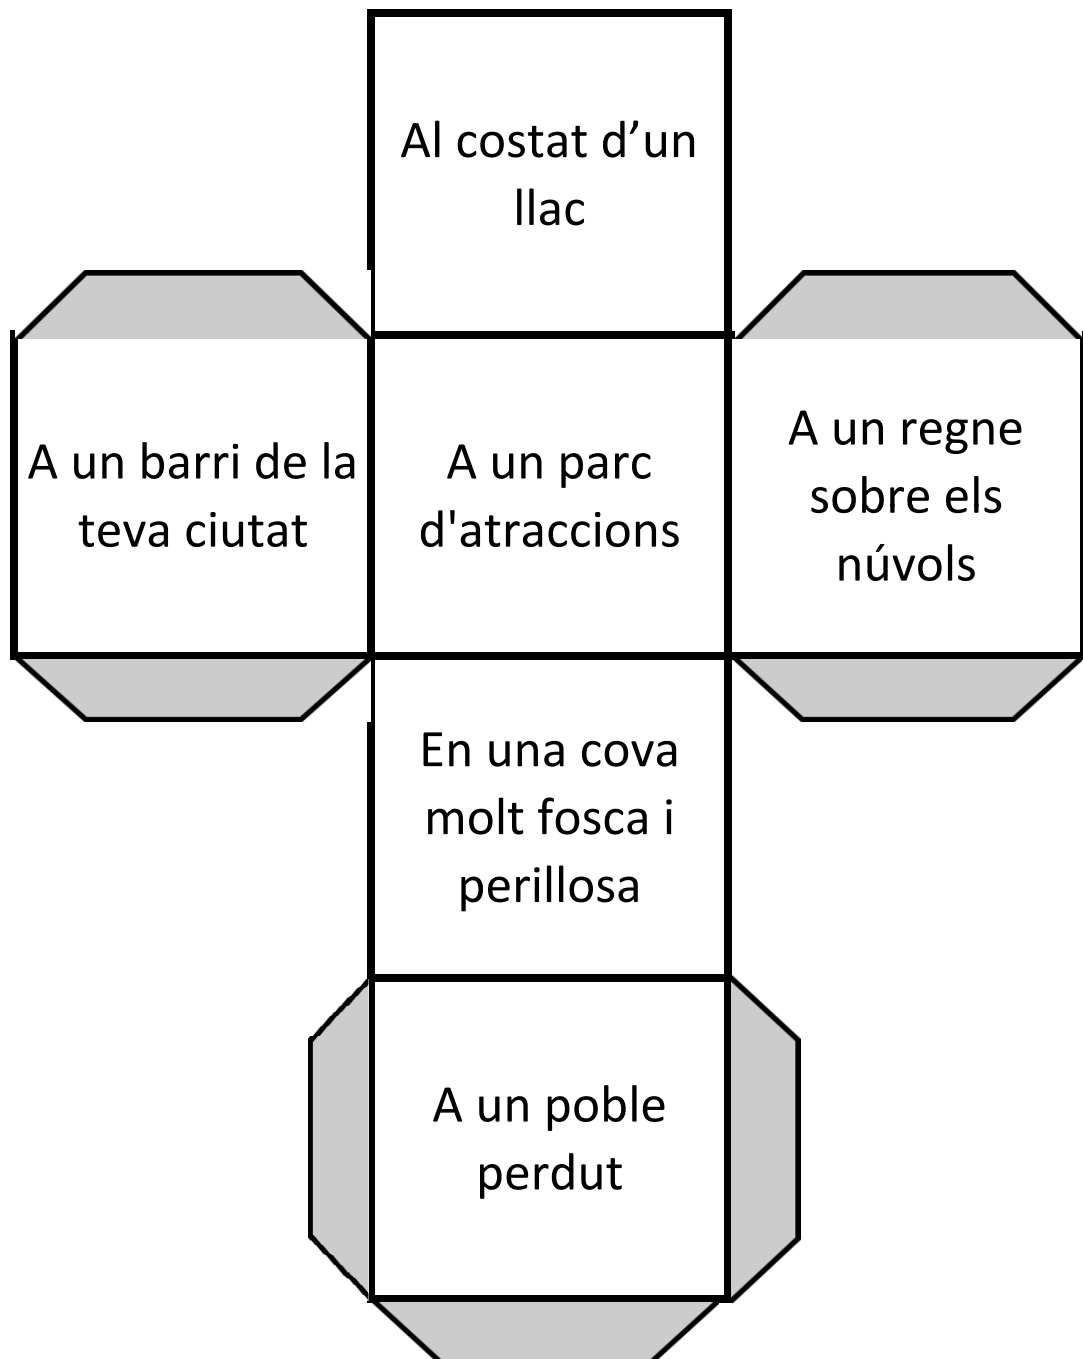 Al costat d’un
llac
A un barri de la
teva ciutat
A un parc
d'atraccions
A un regne
sobre els
núvols
En una cova
molt fosca i
perillosa
A un poble
perdut